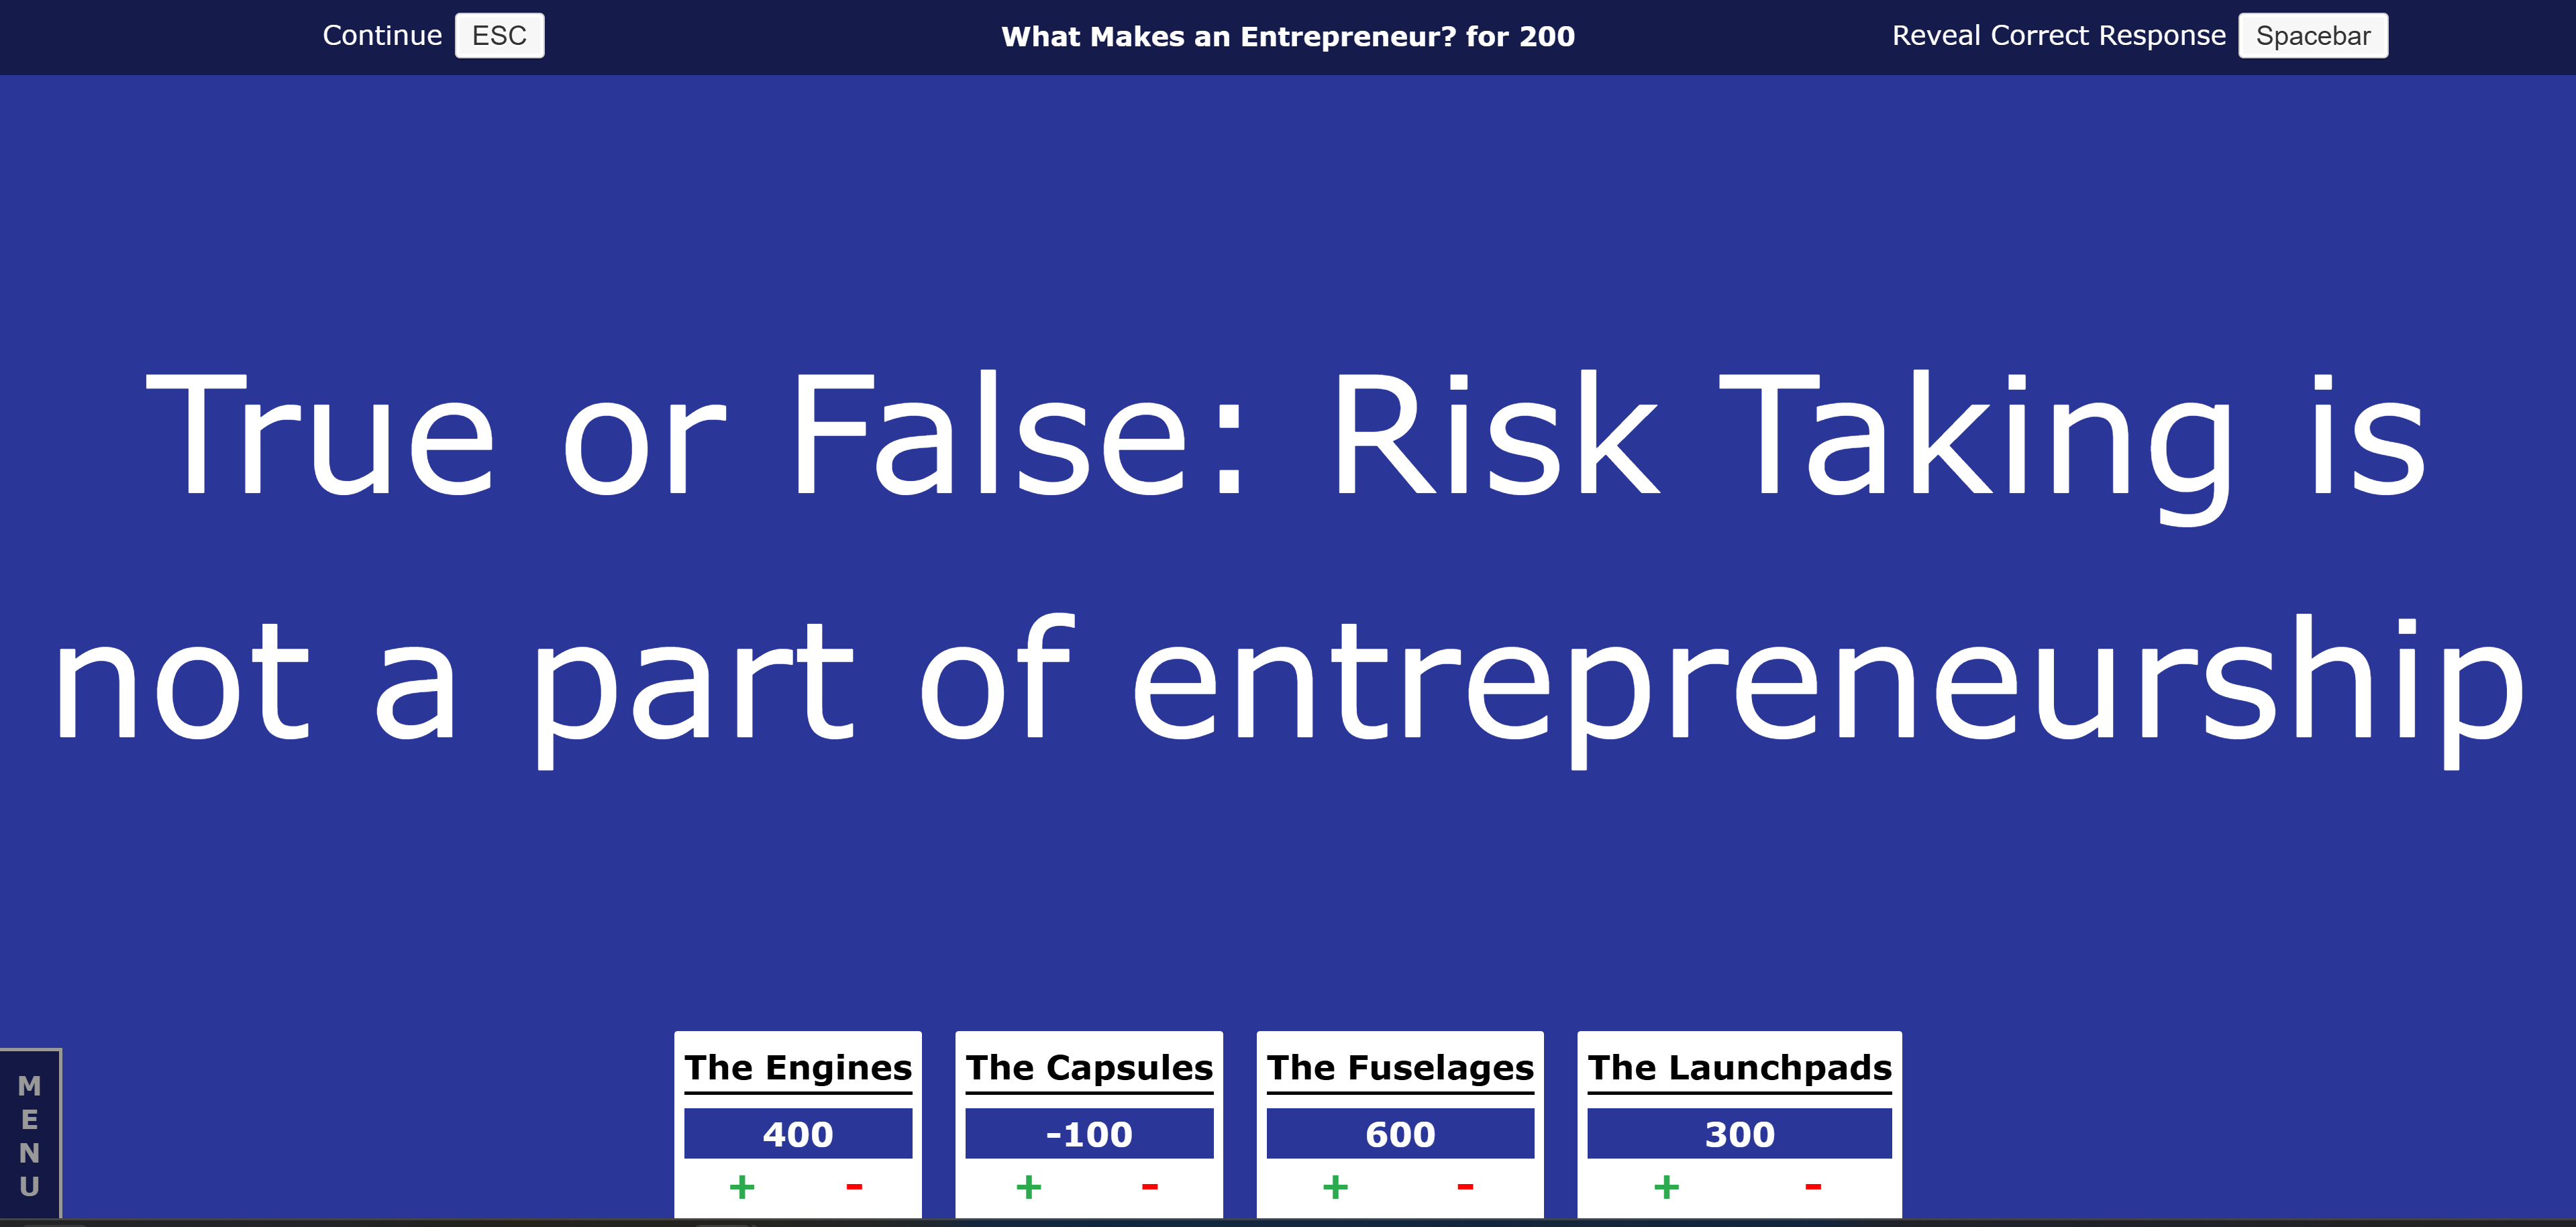 Continue ESC
What Makes an Entrepreneur? for 200
Reveal Correct Response Spacebar
True or False: Risk Taking is
not a part of entrepreneurship
MENU
The Engines
400
+ -
The Capsules
-100
+ -
The Fuselages
600
+ -
The Launchpads
300
+ -